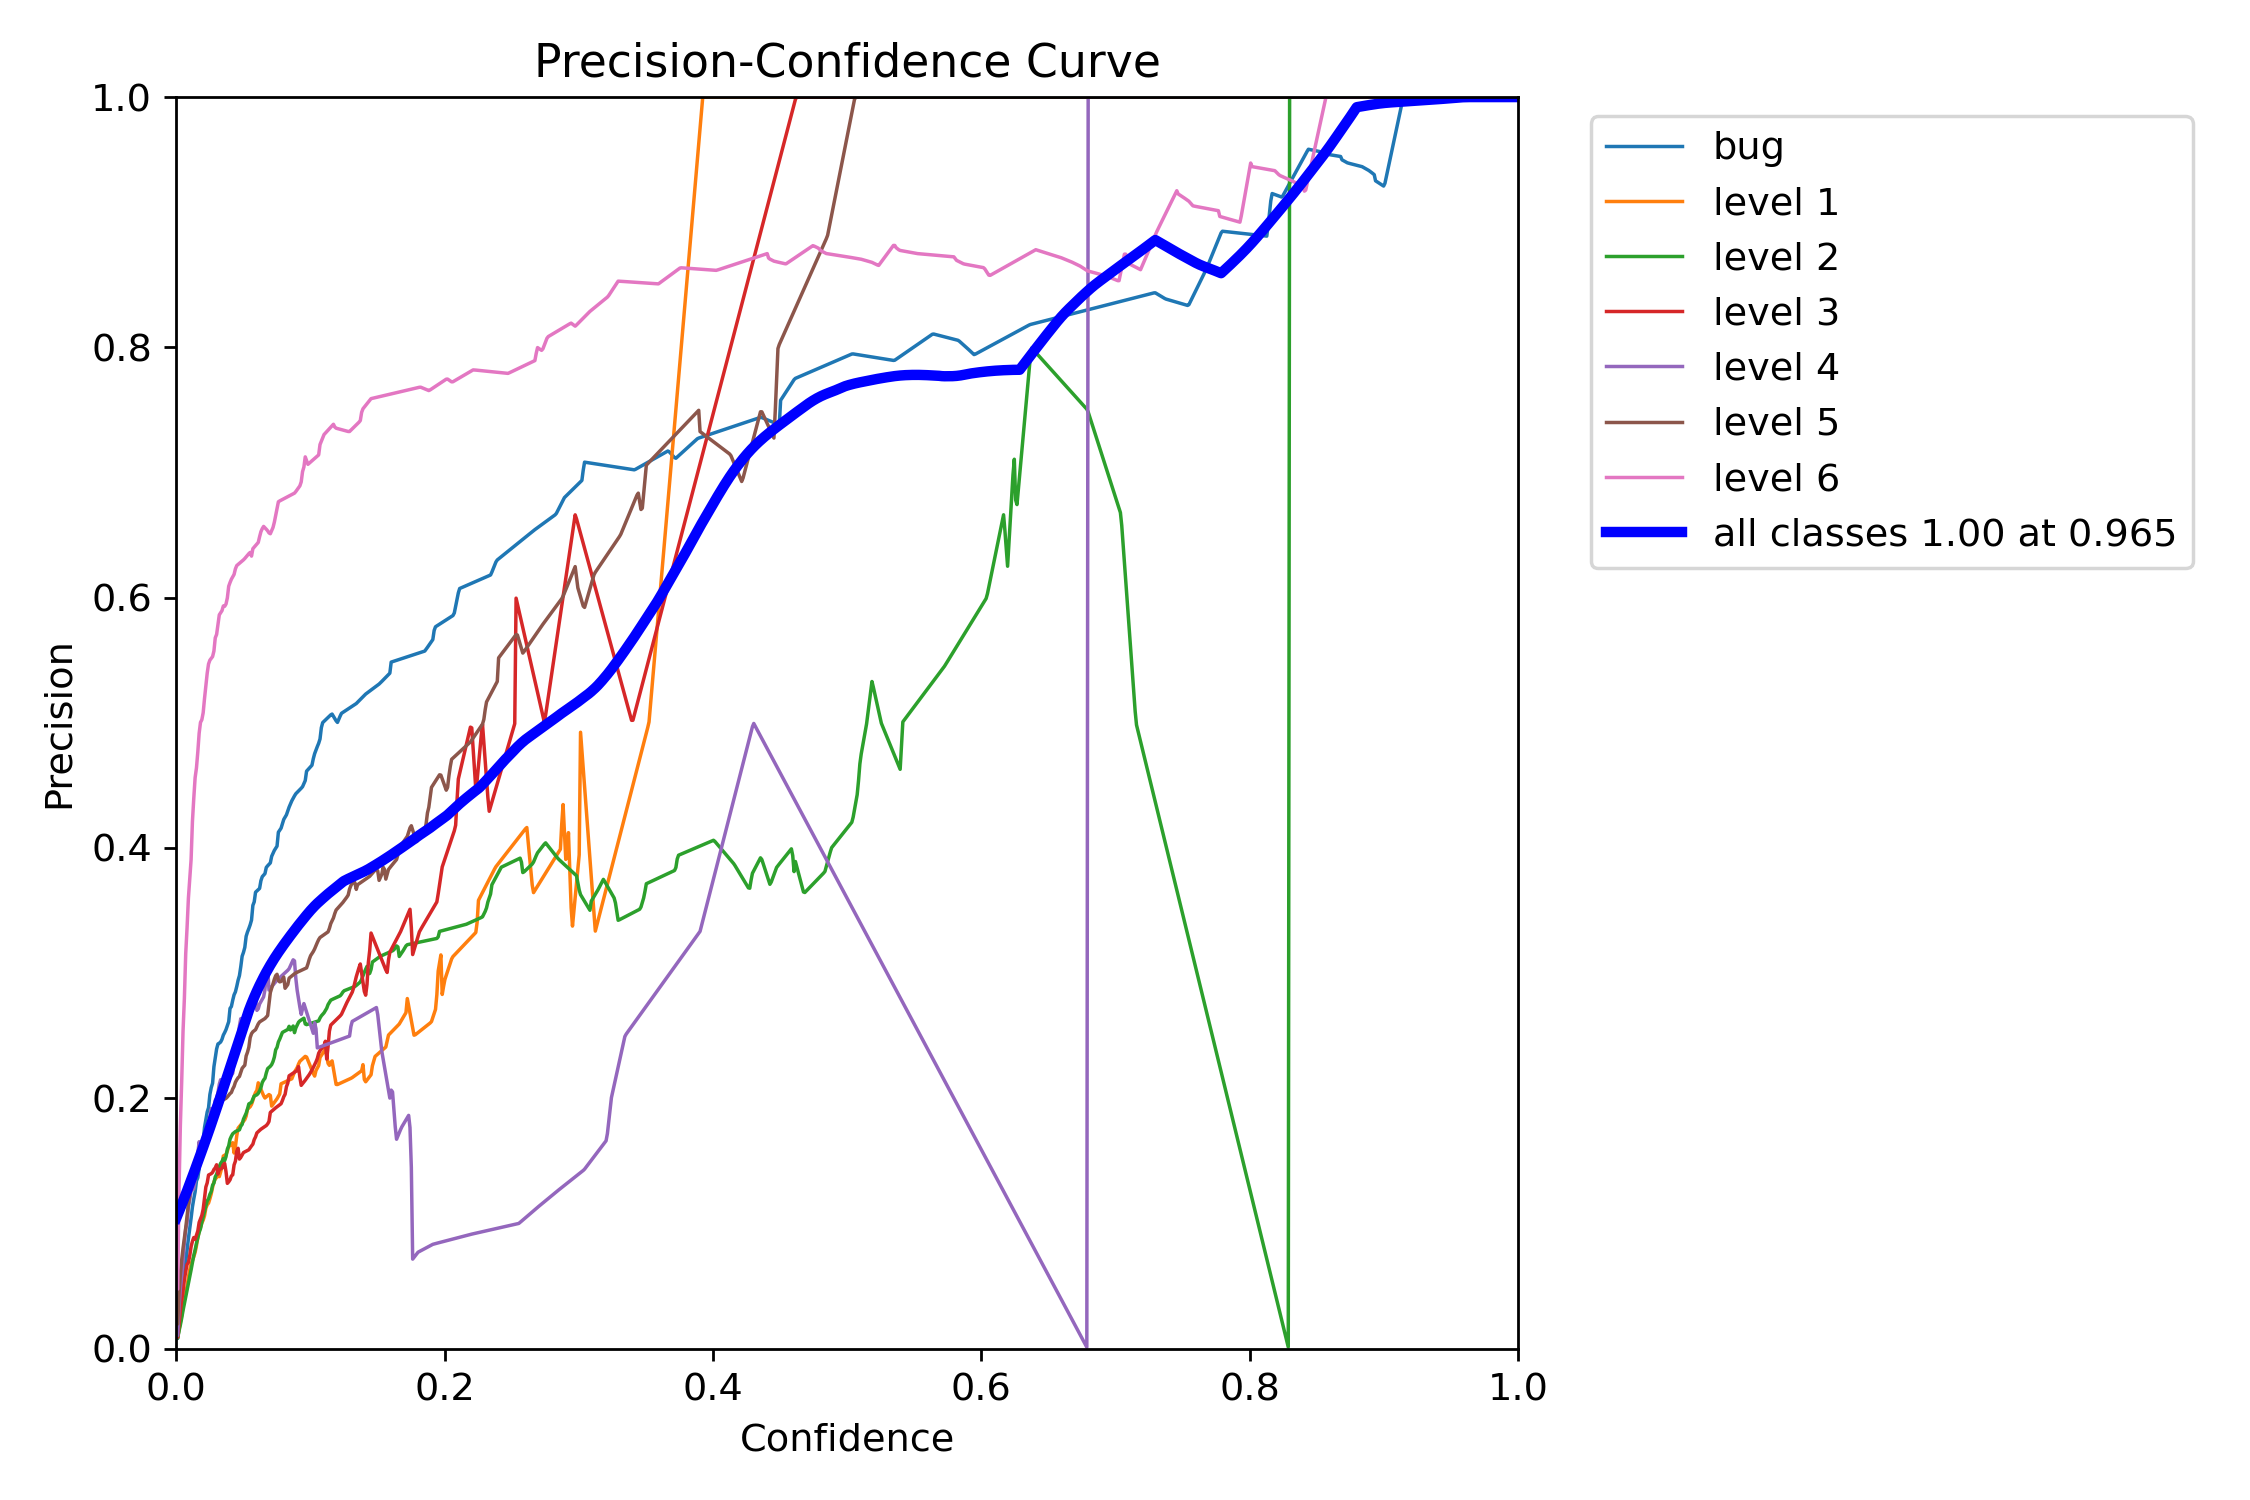 Precision-Confidence Curve
1.0
0.8
0.6
0.4
0.2
0.0
Precision
0.0 0.2 0.4 0.6 0.8 1.0
Confidence
bug
level 1
level 2
level 3
level 4
level 5
level 6
all classes 1.00 at 0.965